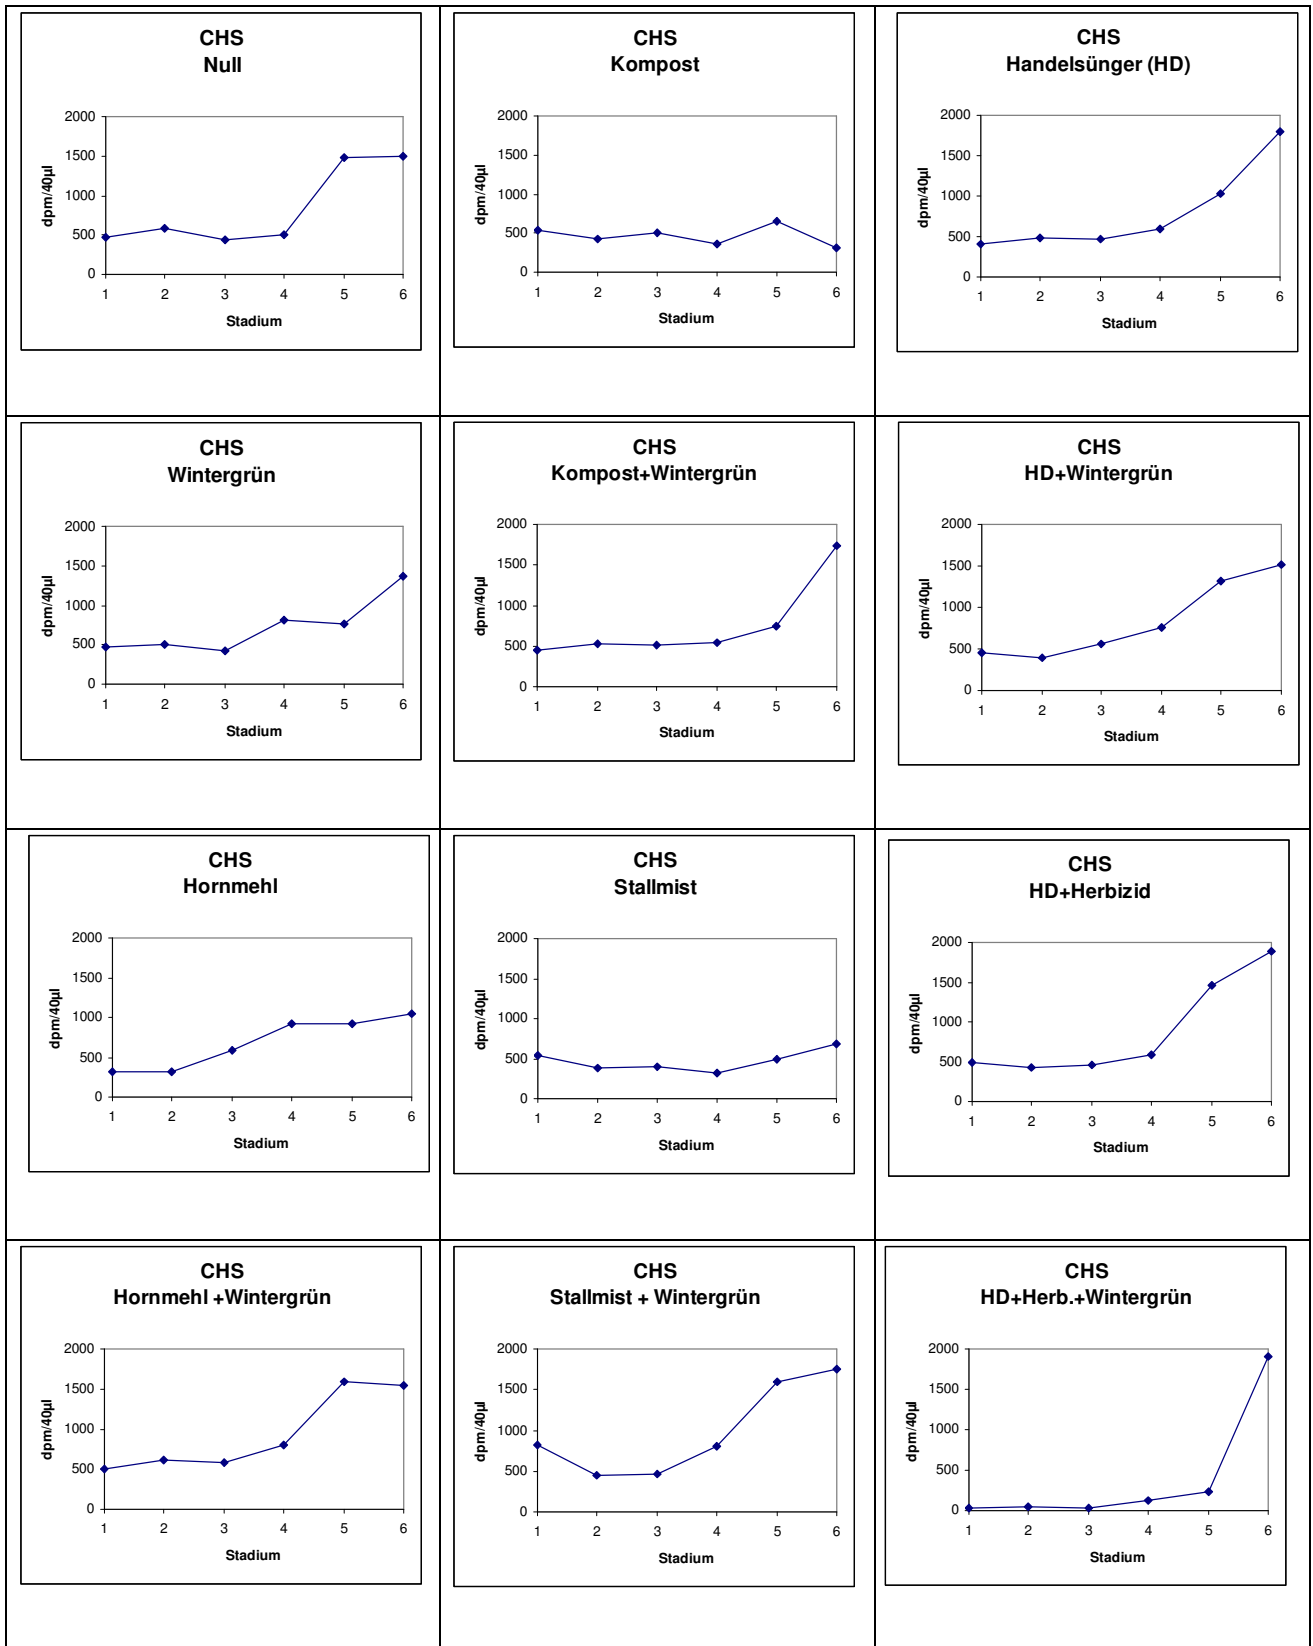 CHS
Null
2000
1500
1000
500
0
dpm/40µl
1 2 3 4 5 6
Stadium
CHS
Kompost
2000
1500
1000
500
0
dpm/40µl
1 2 3 4 5 6
Stadium
CHS
Handelsünger (HD)
2000
1500
1000
500
0
dpm/40µl
1 2 3 4 5 6
Stadium
CHS
Wintergrün
2000
1500
1000
500
0
dpm/40µl
1 2 3 4 5 6
Stadium
CHS
Kompost+Wintergrün
2000
1500
1000
500
0
dpm/40µl
1 2 3 4 5 6
Stadium
CHS
HD+Wintergrün
2000
1500
1000
500
0
dpm/40µl
1 2 3 4 5 6
Stadium
CHS
Hornmehl
2000
1500
1000
500
0
dpm/40µl
1 2 3 4 5 6
Stadium
CHS
Stallmist
2000
1500
1000
500
0
dpm/40µl
1 2 3 4 5 6
Stadium
CHS
HD+Herbizid
2000
1500
1000
500
0
dpm/40µl
1 2 3 4 5 6
Stadium
CHS
Hornmehl +Wintergrün
2000
1500
1000
500
0
dpm/40µl
1 2 3 4 5 6
Stadium
CHS
Stallmist + Wintergrün
2000
1500
1000
500
0
dpm/40µl
1 2 3 4 5 6
Stadium
CHS
HD+Herb.+Wintergrün
2000
1500
1000
500
0
dpm/40µl
1 2 3 4 5 6
Stadium